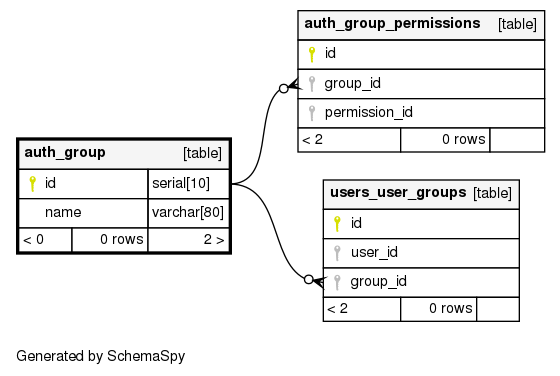 auth_group_permissions [table]
id
group_id
permission_id
< 2 0 rows
auth_group [table]
id serial[10]
name varchar[80]
< 0 0 rows 2 >
users_user_groups [table]
id
user_id
group_id
< 2 0 rows
Generated by SchemaSpy